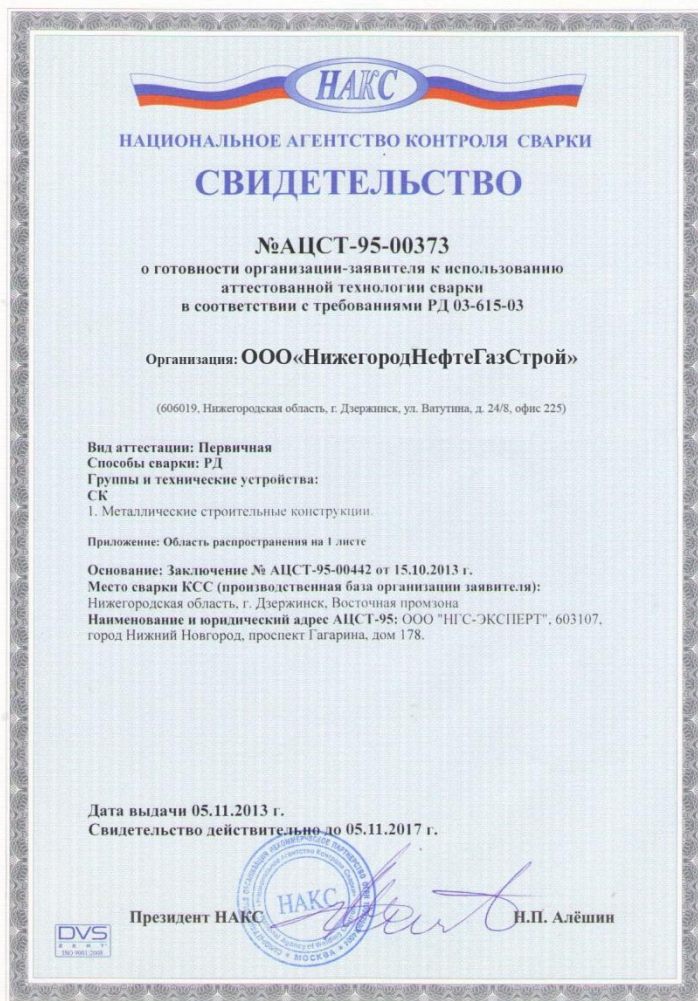 НАКС
НАЦИОНАЛЬНОЕ АГЕНТСТВО КОНТРОЛЯ СВАРКИ
СВИДЕТЕЛЬСТВО
№АЦСТ-95-00373
о готовности организации-заявителя к использованию
аттестованной технологии сварки
в соответствии с требованиями РД 03-615-03
Организация: ООО«НижегородНефтеГазСтрой»
(606019, Нижегородская область, г. Дзержинск, ул. Ватутина, д. 24/8, офис 225)
Вид аттестации: Первичная
Способы сварки: РД
Группы и технические устройства:
СК
1. Металлические строительные конструкции.
Приложение: Область распространения на 1 листе
Основание: Заключение № АЦСТ-95-00442 от 15.10.2013 г.
Место сварки КСС (производственная база организации заявителя):
Нижегородская область, г. Дзержинск, Восточная промзона
Наименование и юридический адрес АЦСТ-95: ООО "НГС-ЭКСПЕРТ", 603107,
город Нижний Новгород, проспект Гагарина, дом 178.
Дата выдачи 05.11.2013 г.
Свидетельство действительно до 05.11.2017 г.
НАКС
МОСКВА
Президент НАКС
Н.П. Алёшин
DVS
ZERT
ISO 9001:2008